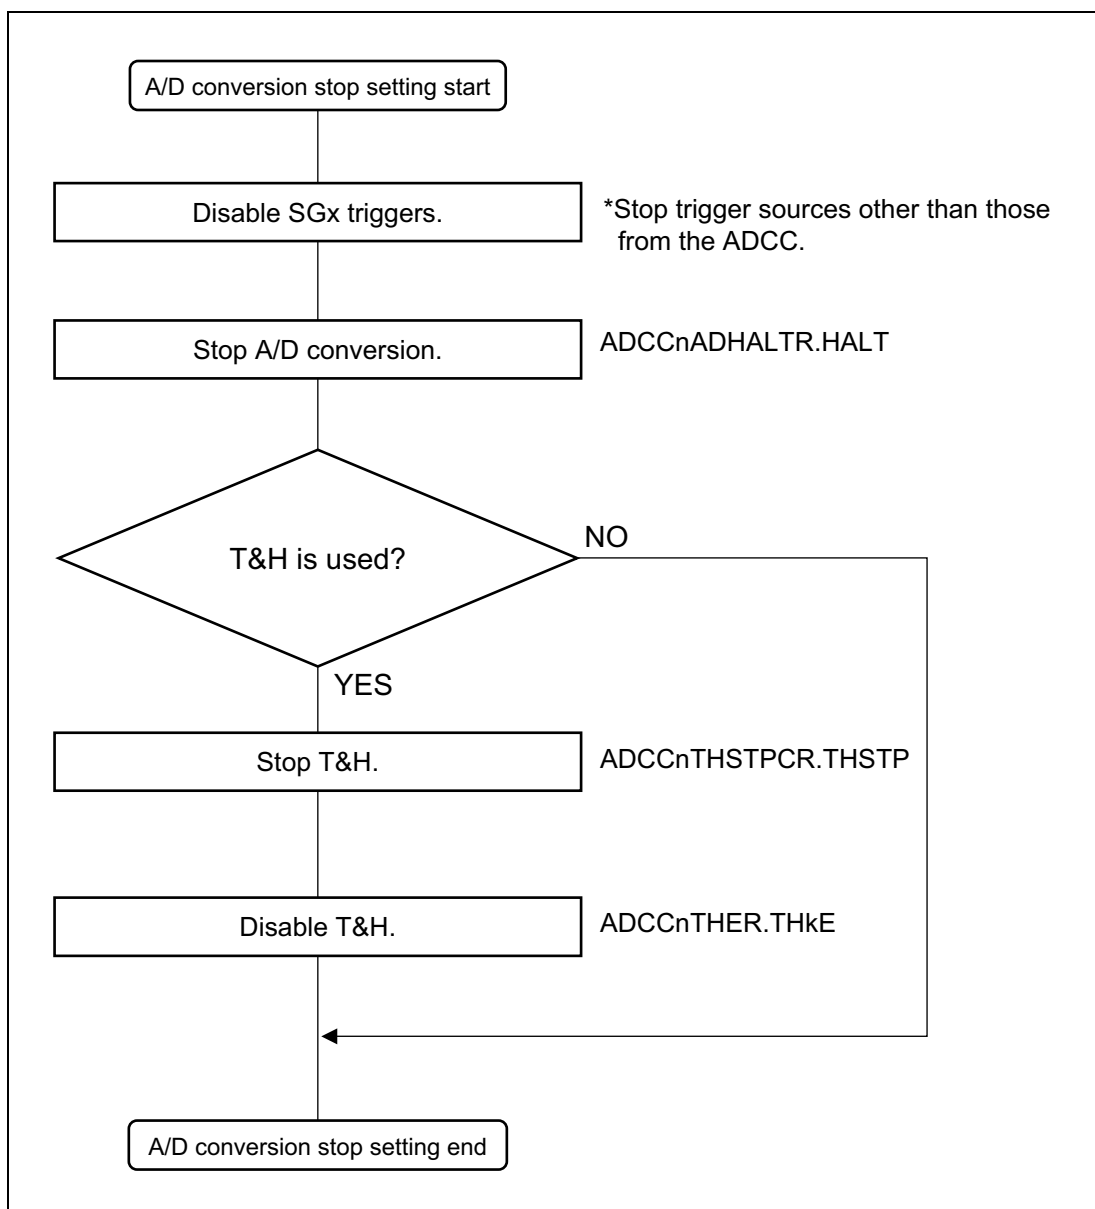 A/D conversion stop setting start
Disable SGx triggers.
*Stop trigger sources other than those
from the ADCC.
Stop A/D conversion.
ADCCnADHALTR.HALT
T&H is used?
NO
YES
Stop T&H.
ADCCnTHSTPCR.THSTP
Disable T&H.
ADCCnTHER.THkE
A/D conversion stop setting end